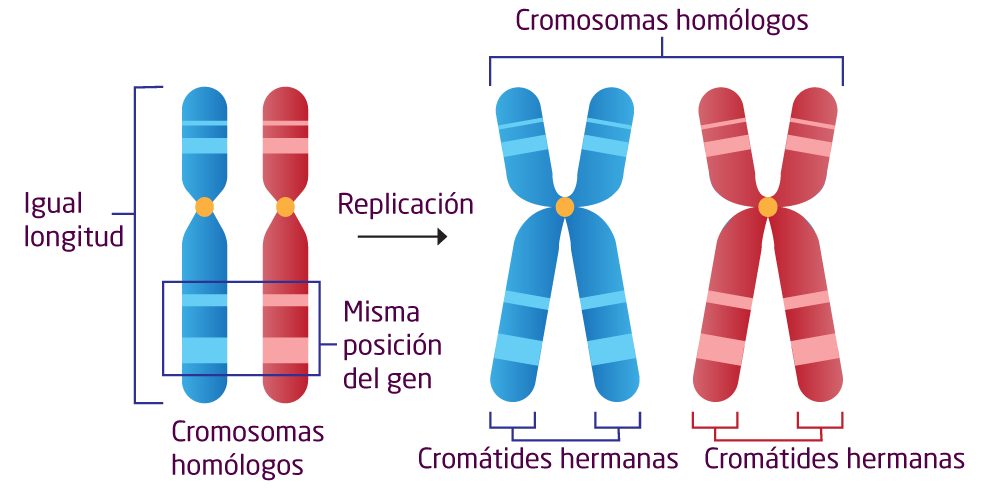 Cromosomas homólogos
Igual
longitud
Replicación
Misma
posición
del gen
Cromosomas
homólogos
Cromátides hermanas
Cromátides hermanas